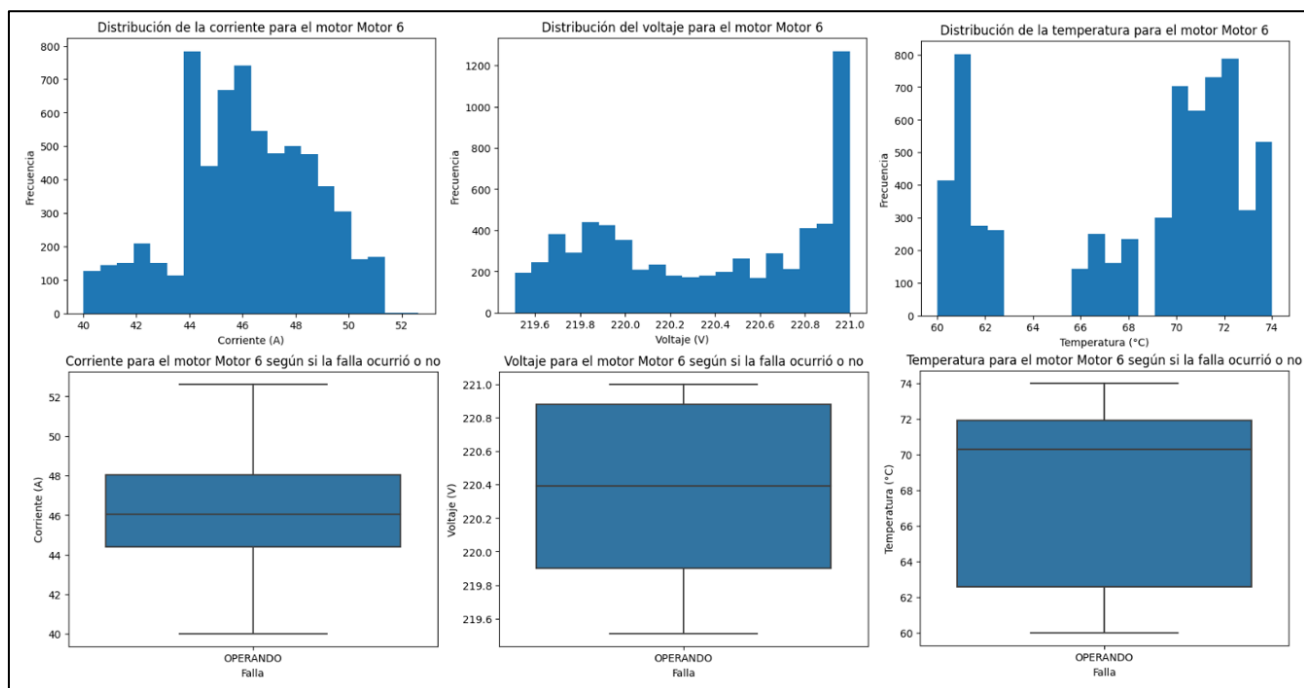 Distribución de la corriente para el motor Motor 6
800
700
600
500
400
300
200
100
0
Frecuencia
40 42 44 46 48 50 52
Corriente (A)
Distribución del voltaje para el motor Motor 6
1200
1000
800
600
400
200
0
Frecuencia
219.6 219.8 220.0 220.2 220.4 220.6 220.8 221.0
Voltaje (V)
Distribución de la temperatura para el motor Motor 6
800
700
600
500
400
300
200
100
0
Frecuencia
60 62 64 66 68 70 72 74
Temperatura (°C)
Corriente para el motor Motor 6 según si la falla ocurrió o no
52
50
48
46
44
42
40
Corriente (A)
OPERANDO
Falla
Voltaje para el motor Motor 6 según si la falla ocurrió o no
221.0
220.8
220.6
220.4
220.2
220.0
219.8
219.6
Voltaje (V)
OPERANDO
Falla
Temperatura para el motor Motor 6 según si la falla ocurrió o no
74
72
70
68
66
64
62
60
Temperatura (°C)
OPERANDO
Falla